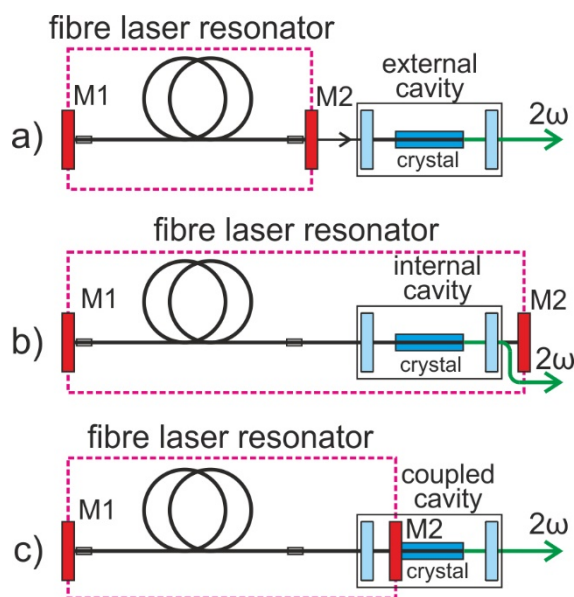 fibre laser resonator
M1
M2
external
cavity
a)
crystal
2ω
fibre laser resonator
M1
internal
cavity
M2
b)
crystal
2ω
fibre laser resonator
M1
coupled
cavity
M2
c)
crystal
2ω